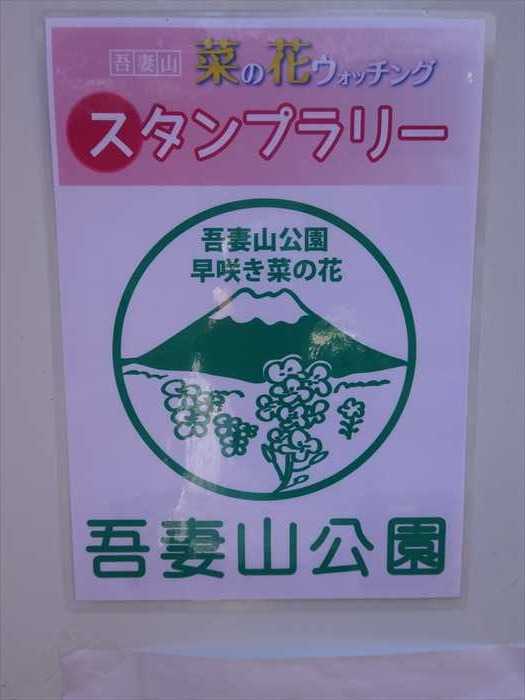 吾妻山 菜の花ウォッチング
スタンプラリー
吾妻山公園
早咲き菜の花
吾妻山公園